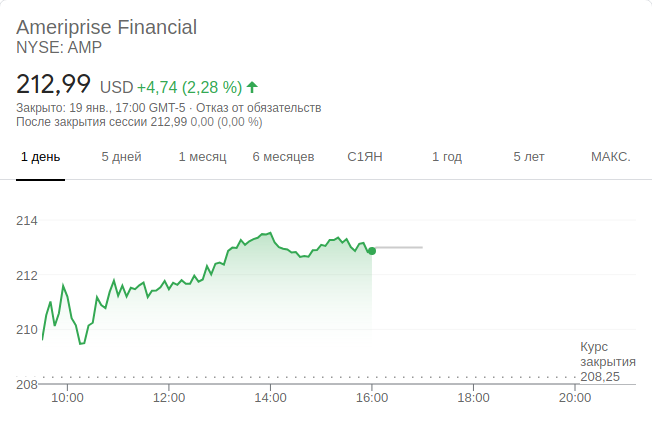 Ameriprise Financial
NYSE: AMP
212,99 USD +4,74 (2,28 %)
Закрыто: 19 янв., 17:00 GMT-5 · Отказ от обязательств
После закрытия сессии 212,99 0,00 (0,00 %)
1 день 5 дней 1 месяц 6 месяцев С1ЯН 1 год 5 лет МАКС.
214
212
210
Курс
закрытия
208,25
208
10:00 12:00 14:00 16:00 18:00 20:00